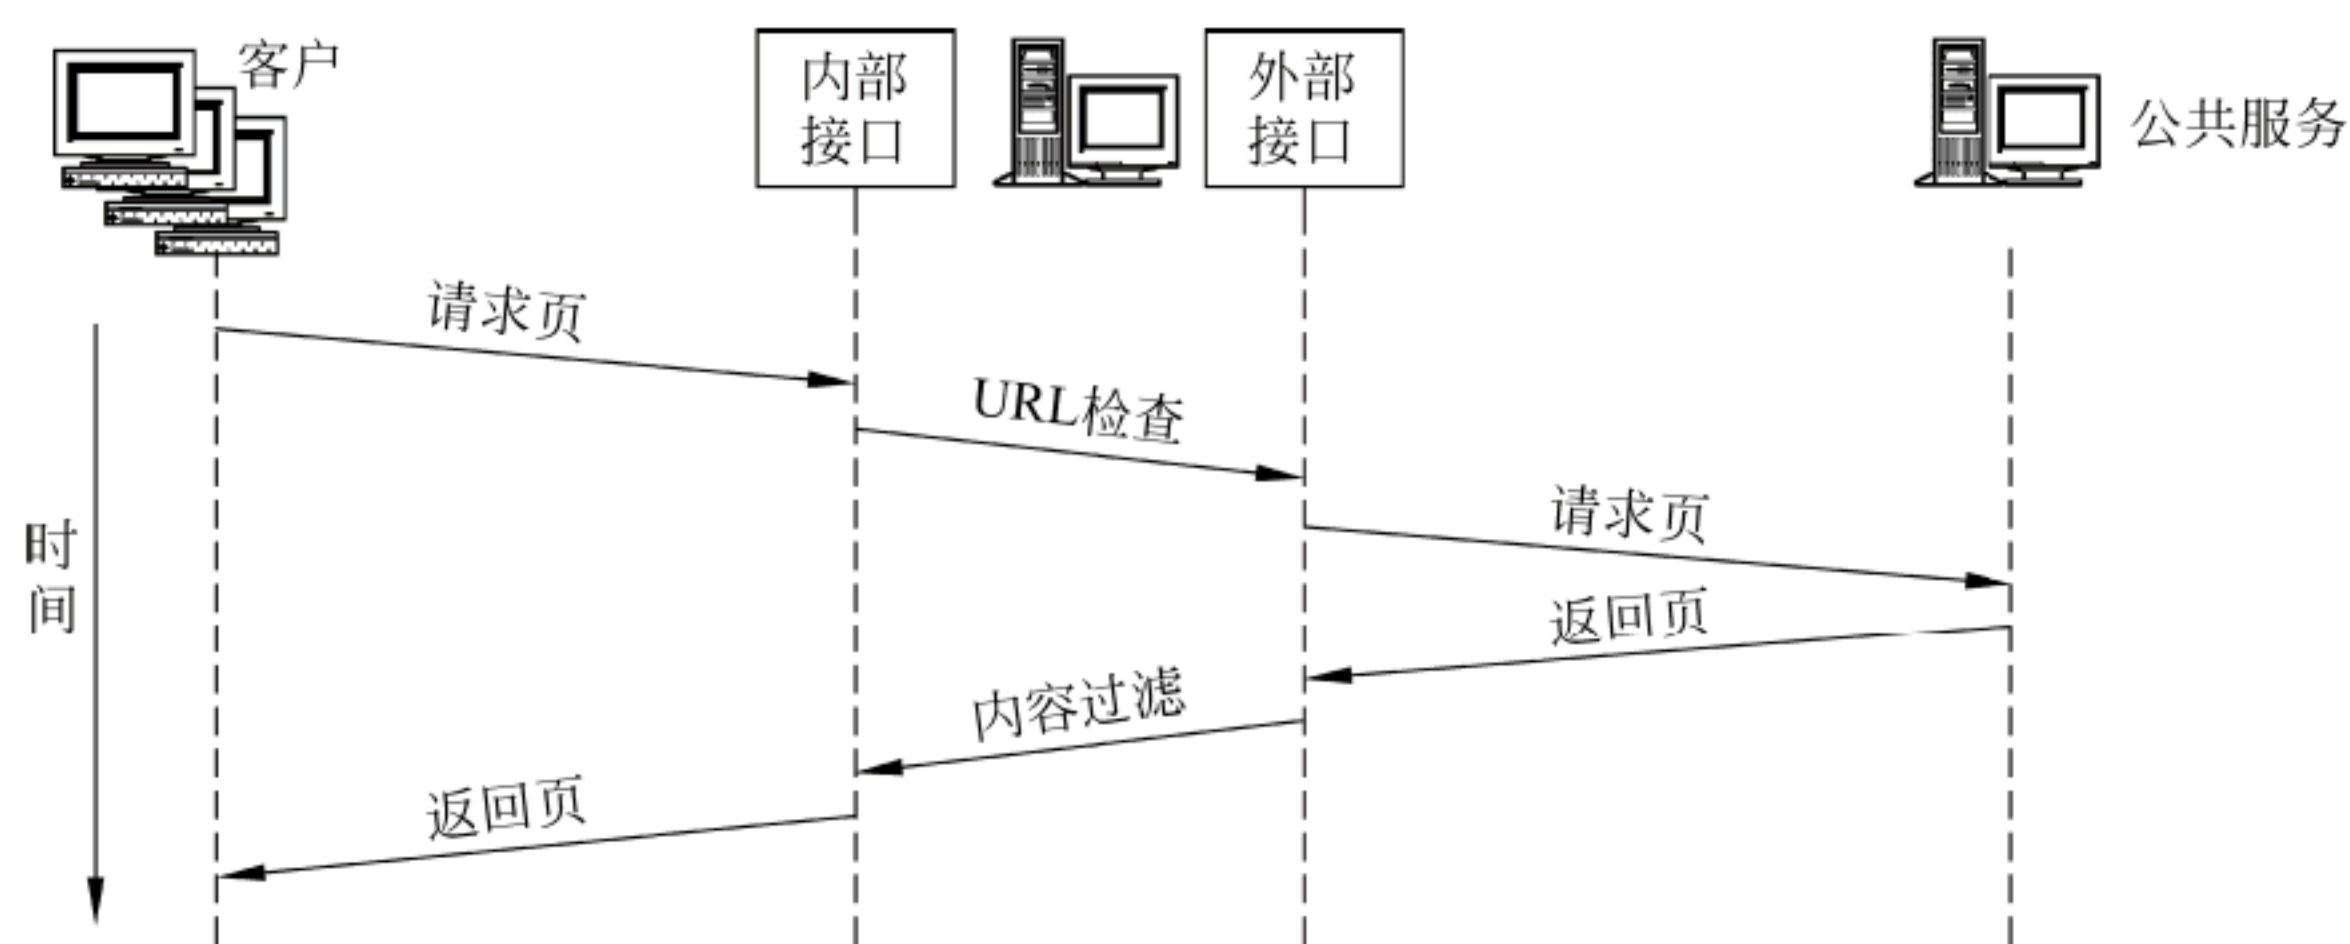 客户
内部
接口
外部
接口
公共服务
请求页
URL检查
请求页
时
间
返回页
内容过滤
返回页